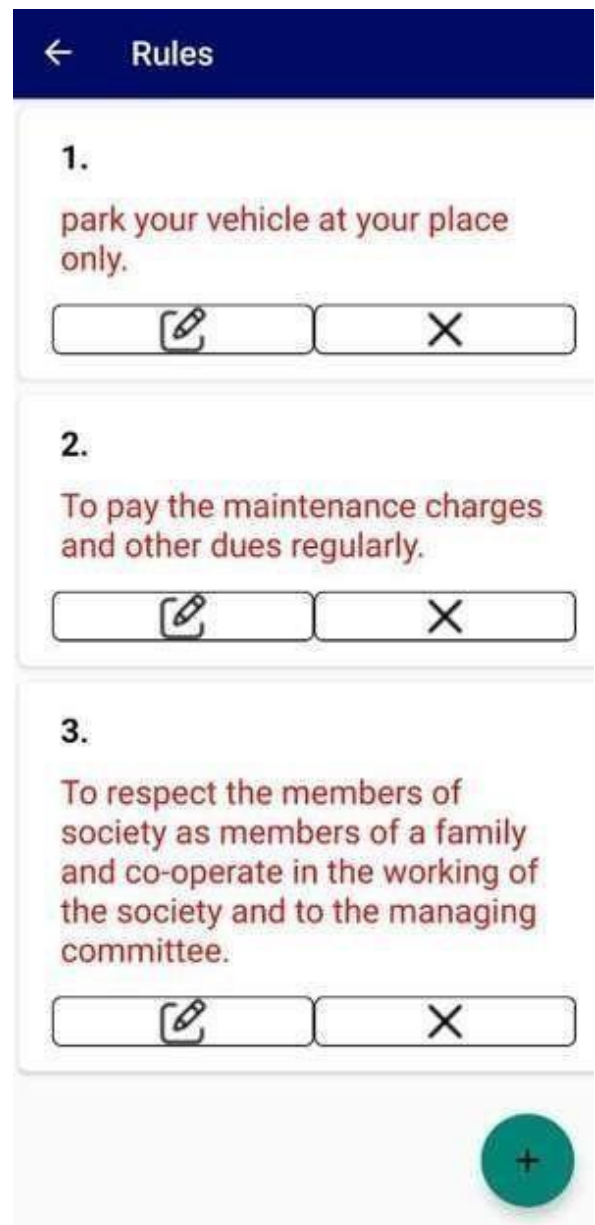 Rules
1.
park your vehicle at your place
only.
2.
To pay the maintenance charges
and other dues regularly.
3.
To respect the members of
society as members of a family
and co-operate in the working of
the society and to the managing
committee.